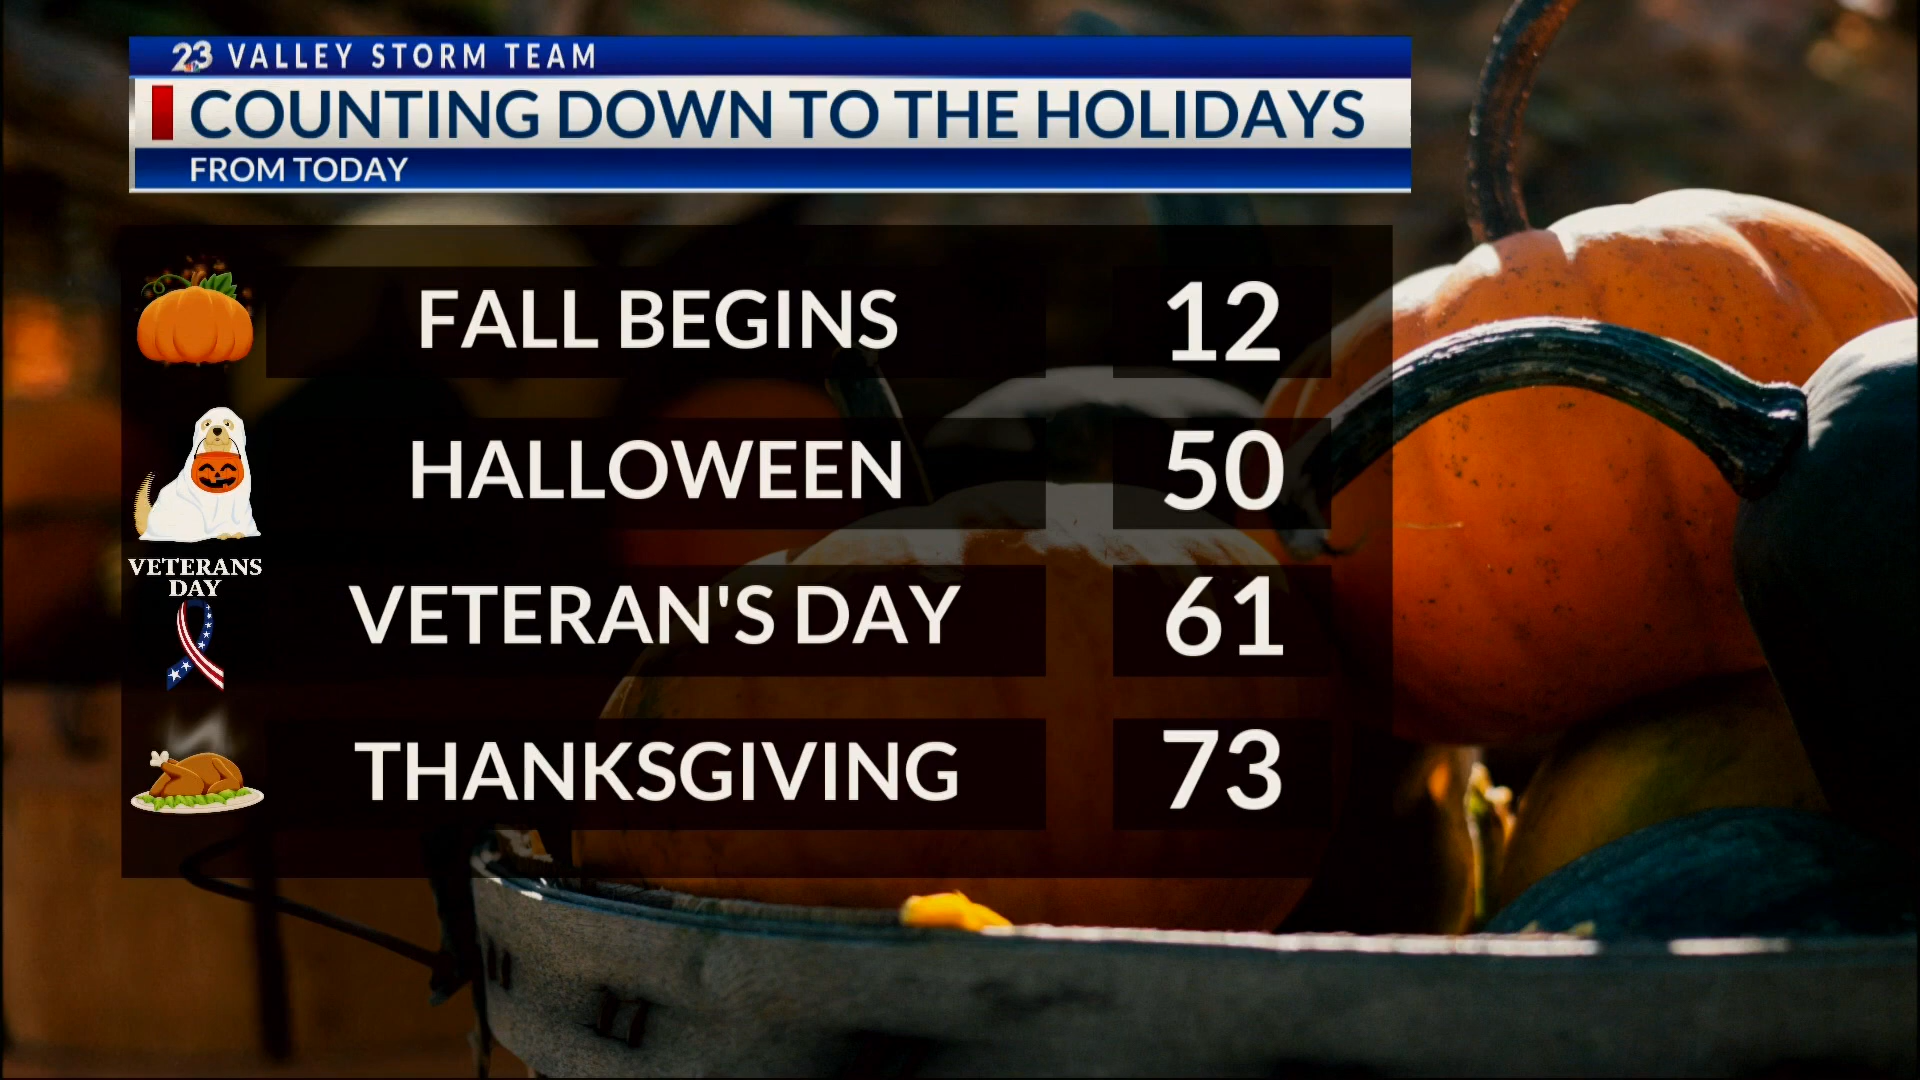 23 VALLEY STORM TEAM
COUNTING DOWN TO THE HOLIDAYS
FROM TODAY
FALL BEGINS 12
HALLOWEEN 50
VETERANS
DAY
VETERAN'S DAY 61
THANKSGIVING 73